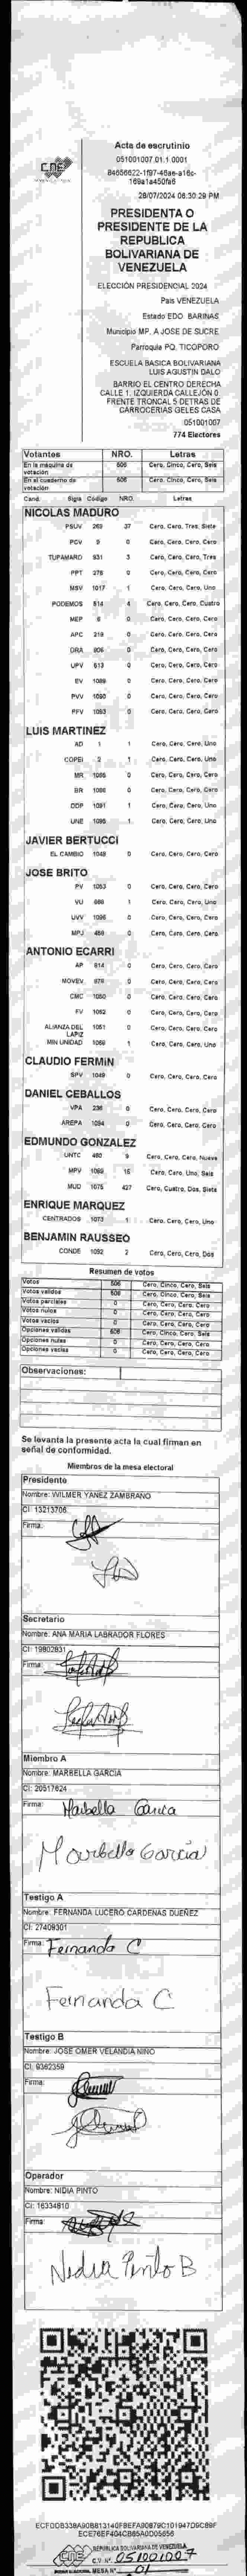 Acta de escrutinio
051001007.01.1.0001
28/07/2024 06:30:29 PM
CNE
PRESIDENTA O
PRESIDENTE DE LA
REPUBLICA
BOLIVARIANA DE
VENEZUELA
ELECCIÓN PRESIDENCIAL 2024
País VENEZUELA
Estado EDO. BARINAS
Municipio MP. A JOSE DE SUCRE
Parroquia PQ. TICOPORO
ESCUELA BASICA BOLIVARIANA
LUIS AGUSTIN DALO
BARRIO EL CENTRO DERECHA
CALLE 1. IZQUIERDA CALLEJÓN 0.
FRENTE TRONCAL 5 DETRAS DE
CARROCERIAS GELES CASA
051001007
774 Electores
Votantes NRO. Letras
En la máquina de votación 506 Cero, Cinco, Cero, Seis
En el cuaderno de votación 506 Cero, Cinco, Cero, Seis
Cand. Sigla Código NRO. Letras
NICOLAS MADURO
PSUV 269 37 Cero, Cero, Tres, Siete
PCV 9 0 Cero, Cero, Cero, Cero
TUPAMARO 931 3 Cero, Cero, Cero, Tres
PPT 276 0 Cero, Cero, Cero, Cero
MSV 1017 1 Cero, Cero, Cero, Uno
PODEMOS 514 4 Cero, Cero, Cero, Cuatro
MEP 6 0 Cero, Cero, Cero, Cero
APC 219 0 Cero, Cero, Cero, Cero
ORA 906 0 Cero, Cero, Cero, Cero
UPV 613 0 Cero, Cero, Cero, Cero
EV 1089 0 Cero, Cero, Cero, Cero
PVV 1090 0 Cero, Cero, Cero, Cero
PFV 1093 0 Cero, Cero, Cero, Cero
LUIS MARTINEZ
AD 1 1 Cero, Cero, Cero, Uno
COPEI 2 1 Cero, Cero, Cero, Uno
MR 1085 0 Cero, Cero, Cero, Cero
BR 1086 0 Cero, Cero, Cero, Cero
DDP 1091 1 Cero, Cero, Cero, Uno
UNE 1095 1 Cero, Cero, Cero, Uno
JAVIER BERTUCCI
EL CAMBIO 1048 0 Cero, Cero, Cero, Cero
JOSE BRITO
PV 1053 0 Cero, Cero, Cero, Cero
VU 988 1 Cero, Cero, Cero, Uno
UVV 1096 0 Cero, Cero, Cero, Cero
MPJ 486 0 Cero, Cero, Cero, Cero
ANTONIO ECARRI
AP 814 0 Cero, Cero, Cero, Cero
MOVEV 976 0 Cero, Cero, Cero, Cero
CMC 1050 0 Cero, Cero, Cero, Cero
FV 1052 0 Cero, Cero, Cero, Cero
ALIANZA DEL LAPIZ 1051 0 Cero, Cero, Cero, Cero
MIN UNIDAD 1069 1 Cero, Cero, Cero, Uno
CLAUDIO FERMIN
SPV 1049 0 Cero, Cero, Cero, Cero
DANIEL CEBALLOS
VPA 236 0 Cero, Cero, Cero, Cero
AREPA 1094 0 Cero, Cero, Cero, Cero
EDMUNDO GONZALEZ
UNTC 480 9 Cero, Cero, Cero, Nueve
MPV 1069 16 Cero, Cero, Uno, Seis
MUD 1075 427 Cero, Cuatro, Dos, Siete
ENRIQUE MARQUEZ
CENTRADOS 1073 1 Cero, Cero, Cero, Uno
BENJAMIN RAUSSEO
CONDE 1092 2 Cero, Cero, Cero, Dos
Resumen de votos
Votos 506 Cero, Cinco, Cero, Seis
Votos válidos 506 Cero, Cinco, Cero, Seis
Votos parciales 0 Cero, Cero, Cero, Cero
Votos nulos 0 Cero, Cero, Cero, Cero
Votos vacíos 0 Cero, Cero, Cero, Cero
Opciones válidas 506 Cero, Cinco, Cero, Seis
Opciones nulas 0 Cero, Cero, Cero, Cero
Opciones vacías 0 Cero, Cero, Cero, Cero
Observaciones:
Se levanta la presente acta la cual firman en
señal de conformidad.
Miembros de la mesa electoral
Presidente
Nombre: WILMER YANEZ ZAMBRANO
CI: 13213706
Firma:
Secretario
Nombre: ANA MARIA LABRADOR FLORES
CI: 19802831
Firma:
Miembro A
Nombre: MARBELLA GARCIA
CI: 20517624
Firma: Marbella Garcia
Marbella Garcia
Testigo A
Nombre: FERNANDA LUCERO CARDENAS DUEÑEZ
CI: 27409301
Firma: Fernanda C
Fernanda C
Testigo B
Nombre: JOSE OMER VELANDIA NINO
CI: 9362359
Firma:
Operador
Nombre: NIDIA PINTO
CI: 16334810
Firma:
Nidia Pinto B
CNE
REPÚBLICA BOLIVARIANA DE VENEZUELA
C.V. Nº. 051001007
MESA Nº. 01